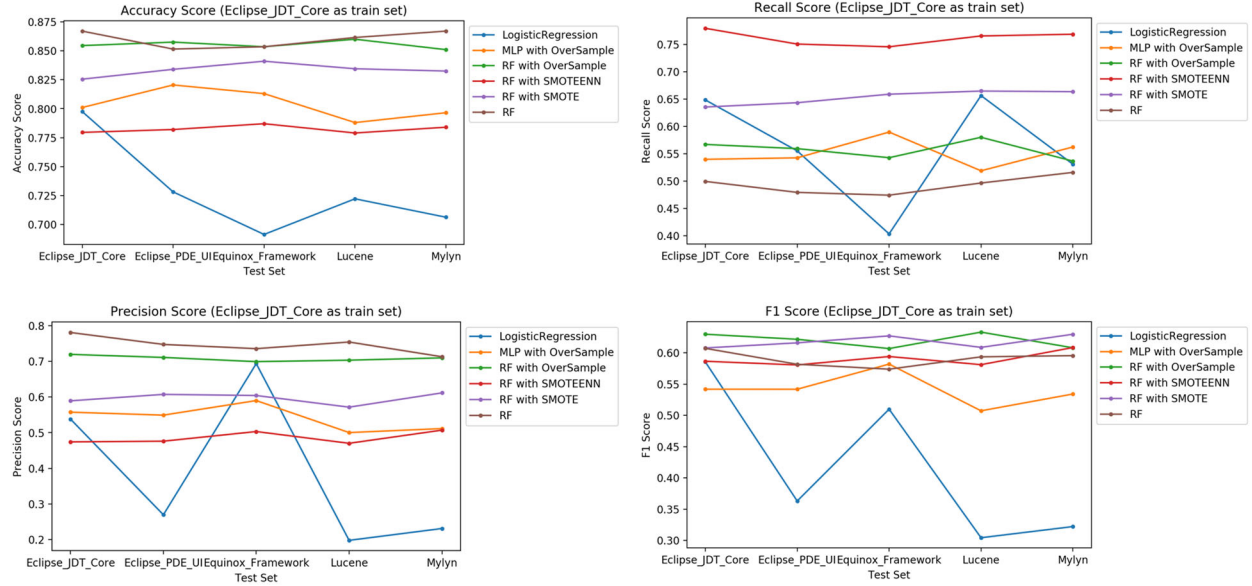 Accuracy Score (Eclipse_JDT_Core as train set)
0.875
0.850
0.825
0.800
0.775
0.750
0.725
0.700
Accuracy Score
Eclipse_JDT_Core
Eclipse_PDE_UI
Equinox_Framework
Lucene
Mylyn
Test Set
LogisticRegression
MLP with OverSample
RF with OverSample
RF with SMOTEENN
RF with SMOTE
RF
Recall Score (Eclipse_JDT_Core as train set)
0.75
0.70
0.65
0.60
0.55
0.50
0.45
0.40
Recall Score
Eclipse_JDT_Core
Eclipse_PDE_UI
Equinox_Framework
Lucene
Mylyn
Test Set
LogisticRegression
MLP with OverSample
RF with OverSample
RF with SMOTEENN
RF with SMOTE
RF
Precision Score (Eclipse_JDT_Core as train set)
0.8
0.7
0.6
0.5
0.4
0.3
0.2
Precision Score
Eclipse_JDT_Core
Eclipse_PDE_UI
Equinox_Framework
Lucene
Mylyn
Test Set
LogisticRegression
MLP with OverSample
RF with OverSample
RF with SMOTEENN
RF with SMOTE
RF
F1 Score (Eclipse_JDT_Core as train set)
0.60
0.55
0.50
0.45
0.40
0.35
0.30
F1 Score
Eclipse_JDT_Core
Eclipse_PDE_UI
Equinox_Framework
Lucene
Mylyn
Test Set
LogisticRegression
MLP with OverSample
RF with OverSample
RF with SMOTEENN
RF with SMOTE
RF